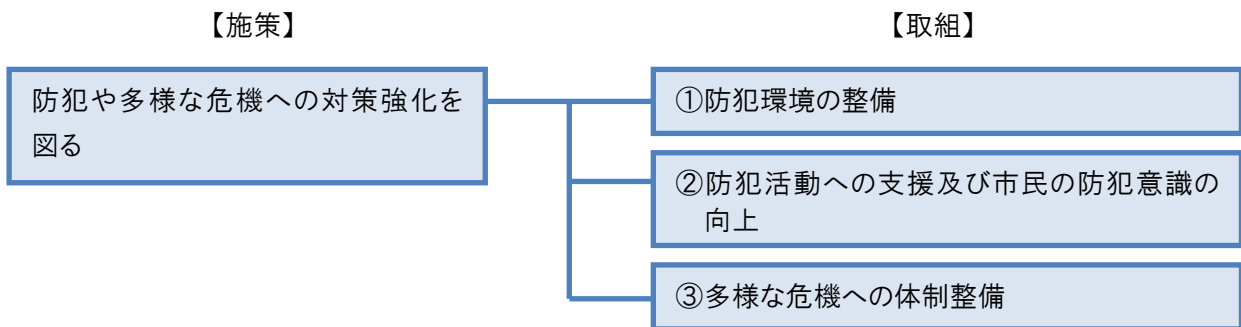 【施策】
【取組】
防犯や多様な危機への対策強化を
図る
①防犯環境の整備
②防犯活動への支援及び市民の防犯意識の
向上
③多様な危機への体制整備